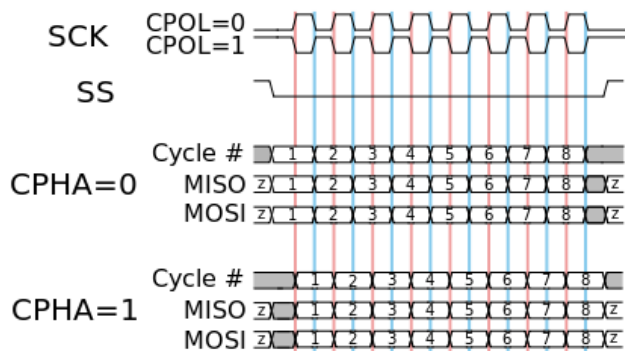 SCK CPOL=0
CPOL=1
SS
Cycle # 1 2 3 4 5 6 7 8
CPHA=0 MISO z 1 2 3 4 5 6 7 8 z
MOSI z 1 2 3 4 5 6 7 8 z
Cycle # 1 2 3 4 5 6 7 8
CPHA=1 MISO z 1 2 3 4 5 6 7 8 z
MOSI z 1 2 3 4 5 6 7 8 z